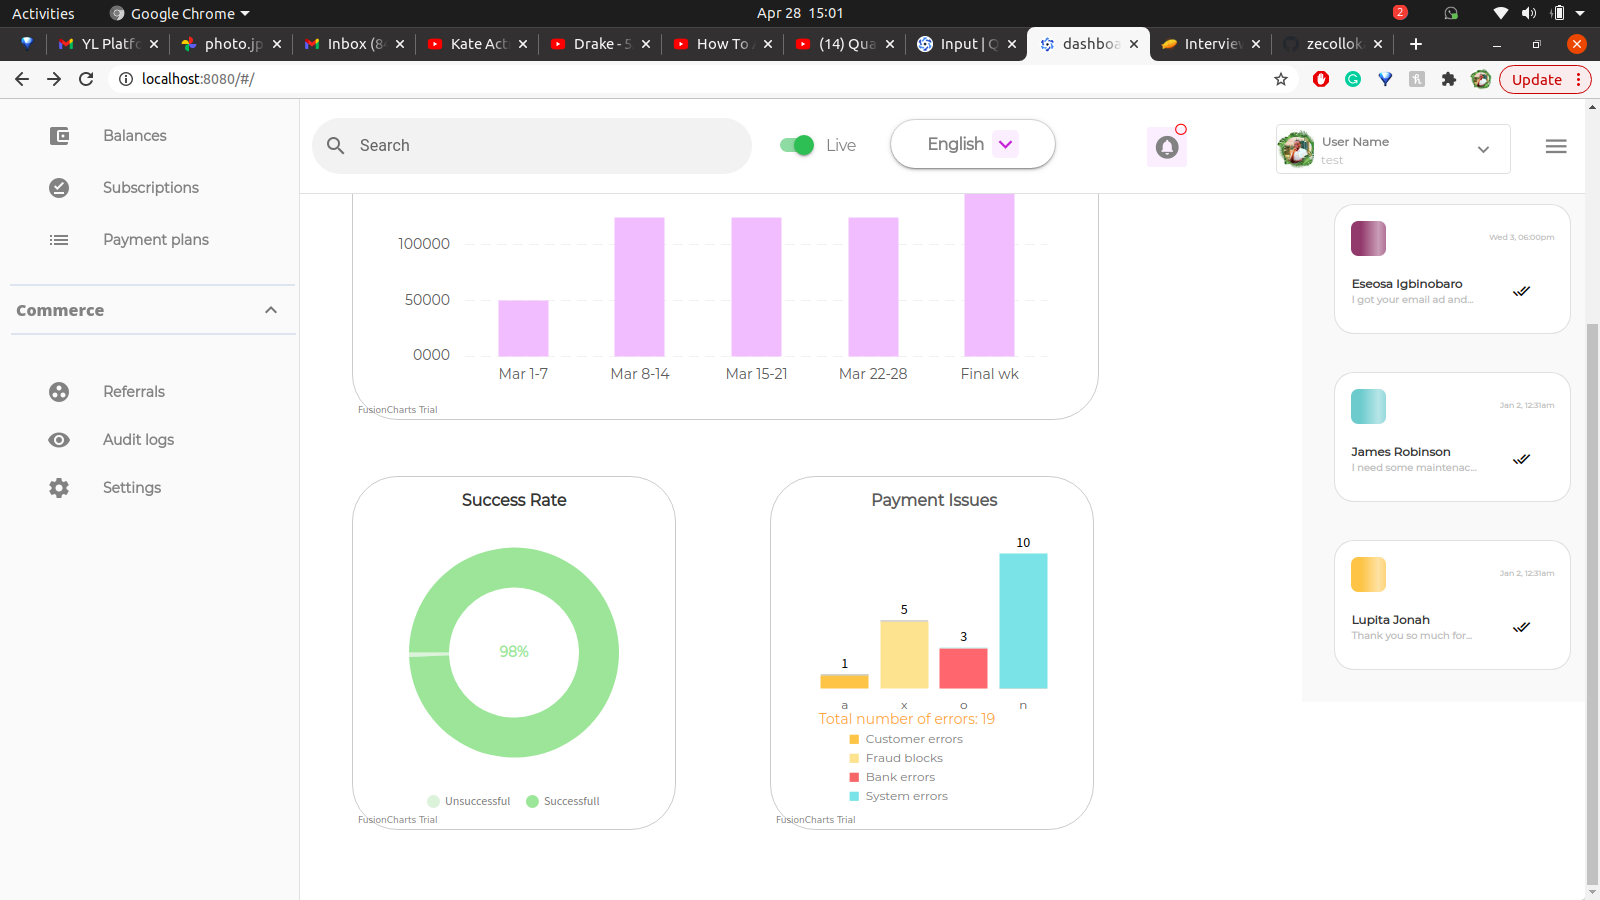 Activities
Google Chrome
Apr 28 15:01
2
YL Platfo
photo.jp
Inbox (84
Kate Act
Drake - 5
How To
(14) Qua
Input | Q
dashboa
Interview
zecollok
localhost:8080/#/
Update
Balances
Subscriptions
Payment plans
Commerce
Referrals
Audit logs
Settings
Search
Live
English
User Name
test
100000
50000
0000
Mar 1-7
Mar 8-14
Mar 15-21
Mar 22-28
Final wk
FusionCharts Trial
Success Rate
98%
Unsuccessful
Successfull
FusionCharts Trial
Payment Issues
10
5
3
1
a
x
o
n
Total number of errors: 19
Customer errors
Fraud blocks
Bank errors
System errors
FusionCharts Trial
Wed 3, 06:00pm
Eseosa Igbinobaro
I got your email ad and...
Jan 2, 12:31am
James Robinson
I need some maintenac...
Jan 2, 12:31am
Lupita Jonah
Thank you so much for...